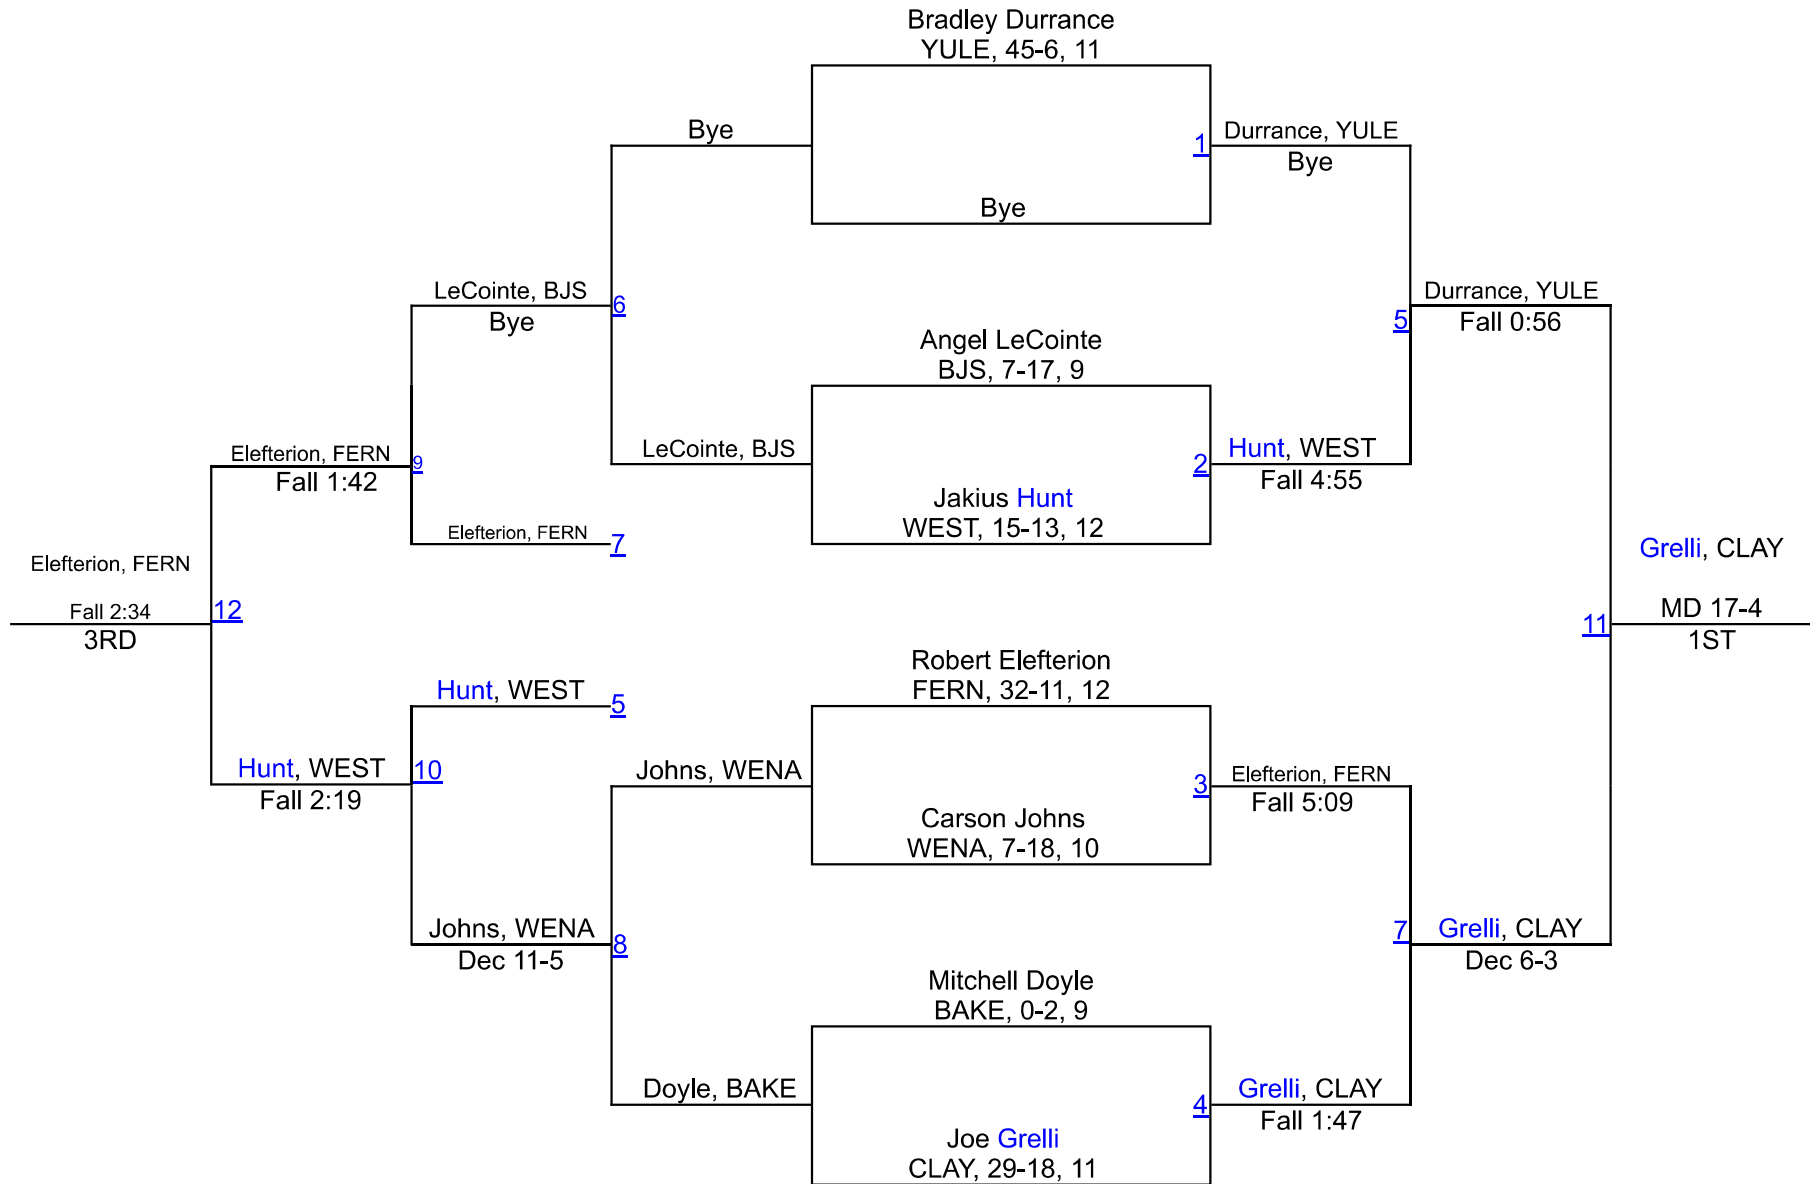 Bradley Durrance
YULE, 45-6, 11
Bye
1
Durrance, YULE
Bye
Bye
LeCointe, BJS
Bye
6
Durrance, YULE
Fall 0:56
5
Angel LeCointe
BJS, 7-17, 9
Elefterion, FERN
Fall 1:42
9
LeCointe, BJS
2
Hunt, WEST
Fall 4:55
Jakius Hunt
WEST, 15-13, 12
Elefterion, FERN
7
Elefterion, FERN
Fall 2:34
3RD
12
Grelli, CLAY
MD 17-4
1ST
11
Robert Elefterion
FERN, 32-11, 12
Hunt, WEST
5
Hunt, WEST
Fall 2:19
10
Johns, WENA
3
Elefterion, FERN
Fall 5:09
Carson Johns
WENA, 7-18, 10
Johns, WENA
Dec 11-5
8
7
Grelli, CLAY
Dec 6-3
Mitchell Doyle
BAKE, 0-2, 9
Doyle, BAKE
4
Grelli, CLAY
Fall 1:47
Joe Grelli
CLAY, 29-18, 11